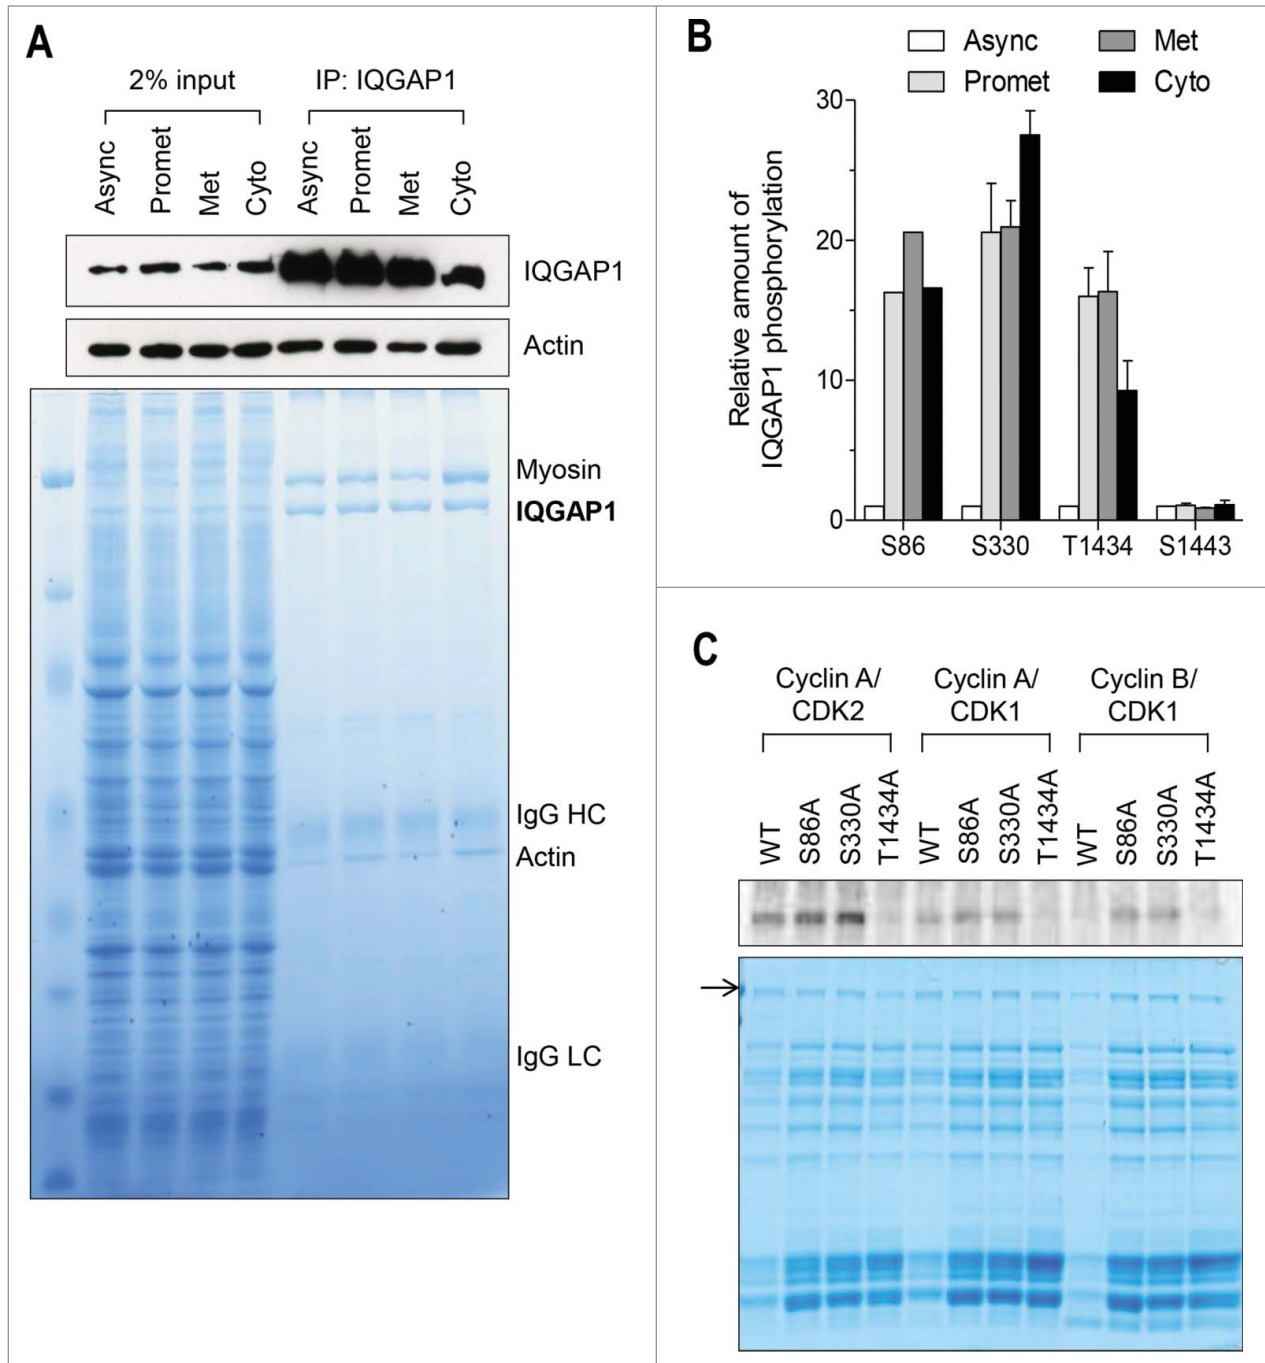 A
2% input
IP: IQGAP1
Async
Promet
Met
Cyto
Async
Promet
Met
Cyto
IQGAP1
Actin
Myosin
IQGAP1
IgG HC
Actin
IgG LC
B
Async
Met
Promet
Cyto
Relative amount of
IQGAP1 phosphorylation
30
20
10
0
S86
S330
T1434
S1443
C
Cyclin A/
CDK2
Cyclin A/
CDK1
Cyclin B/
CDK1
WT
S86A
S330A
T1434A
WT
S86A
S330A
T1434A
WT
S86A
S330A
T1434A